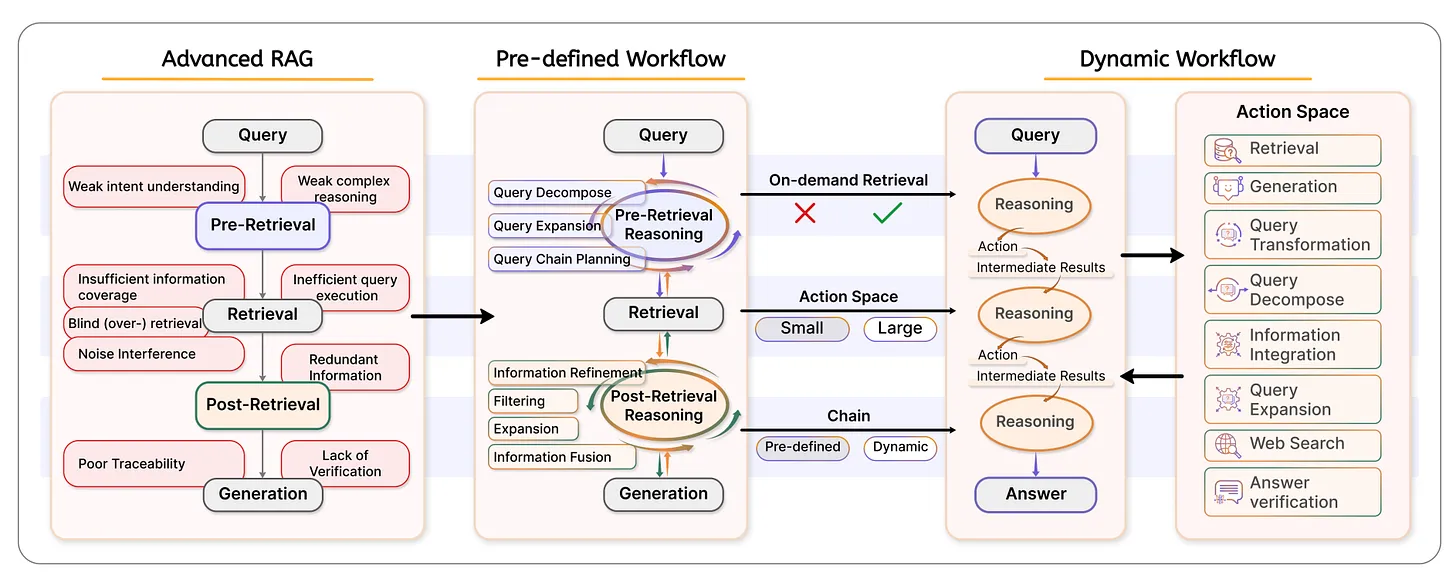 Advanced RAG
Query
Weak intent understanding
Weak complex
reasoning
Pre-Retrieval
Insufficient information
coverage
Inefficient query
execution
Blind (over-) retrieval
Retrieval
Noise Interference
Redundant
Information
Post-Retrieval
Poor Traceability
Lack of
Verification
Generation
Pre-defined Workflow
Query
Query Decompose
Query Expansion
Query Chain Planning
Pre-Retrieval
Reasoning
Retrieval
Information Refinement
Filtering
Expansion
Information Fusion
Post-Retrieval
Reasoning
Generation
On-demand Retrieval
Action Space
Small
Large
Chain
Pre-defined
Dynamic
Dynamic Workflow
Query
Reasoning
Action
Intermediate Results
Reasoning
Action
Intermediate Results
Reasoning
Answer
Action Space
Retrieval
Generation
Query
Transformation
Query
Decompose
Information
Integration
Query
Expansion
Web Search
Answer
verification